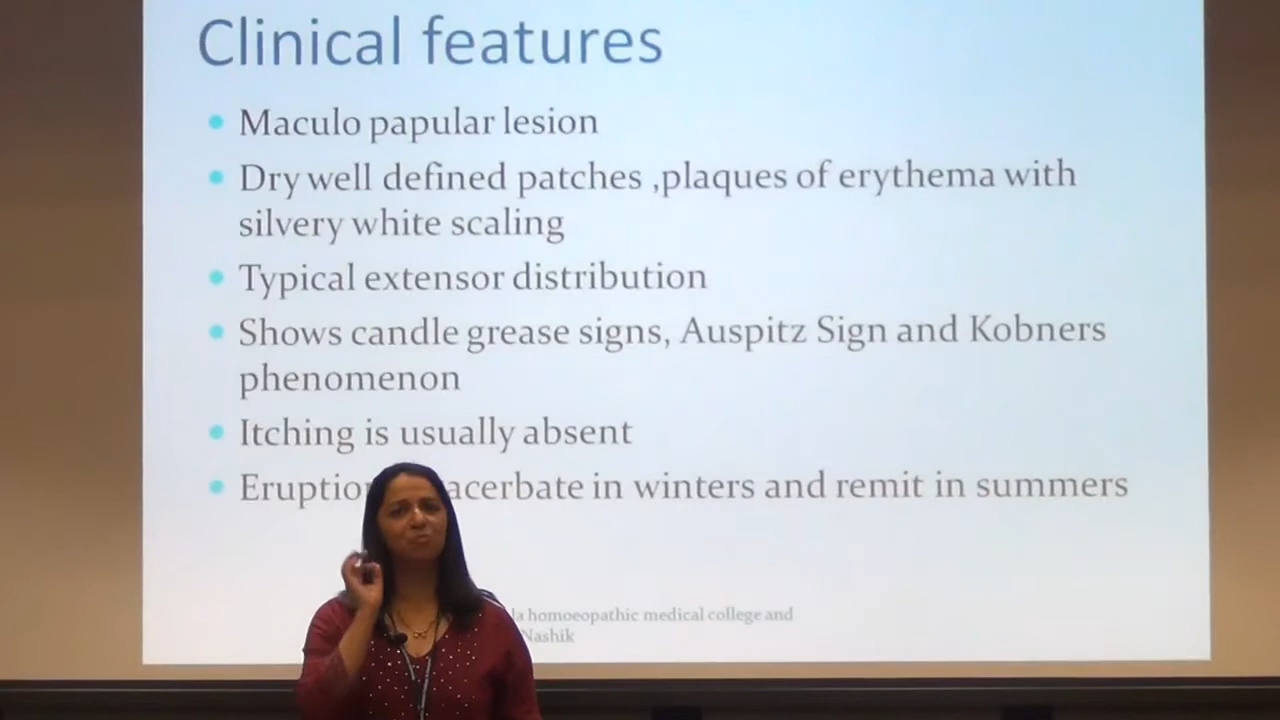 Clinical features
Maculo papular lesion
Dry well defined patches ,plaques of erythema with
silvery white scaling
Typical extensor distribution
Shows candle grease signs, Auspitz Sign and Kobners
phenomenon
Itching is usually absent
in winters and remit in summers
homoeopathic medical college and
Nashik